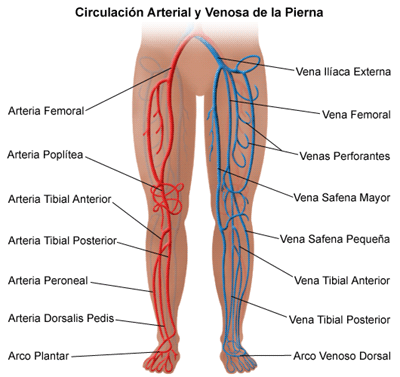 Circulación Arterial y Venosa de la Pierna
Arteria Femoral
Arteria Poplítea
Arteria Tibial Anterior
Arteria Tibial Posterior
Arteria Peroneal
Arteria Dorsalis Pedis
Arco Plantar
Vena Ilíaca Externa
Vena Femoral
Venas Perforantes
Vena Safena Mayor
Vena Safena Pequeña
Vena Tibial Anterior
Vena Tibial Posterior
Arco Venoso Dorsal